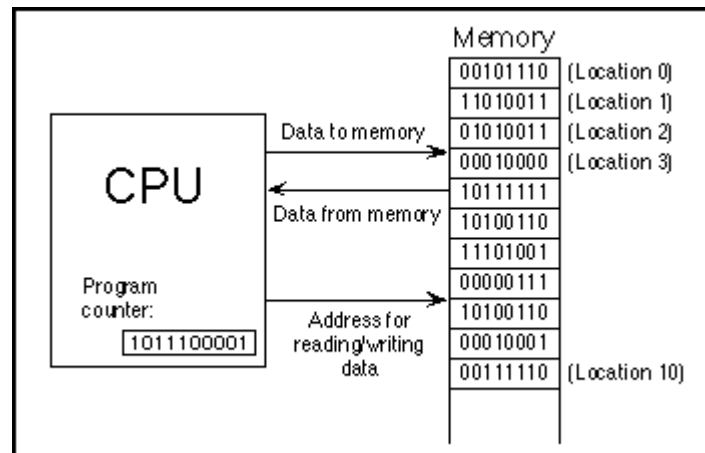 Memory
00101110 (Location 0)
11010011 (Location 1)
01010011 (Location 2)
00010000 (Location 3)
10111111
10100110
11101001
00000111
10100110
00010001
00111110 (Location 10)
Data to memory
CPU
Data from memory
Program
counter:
1011100001
Address for
reading/writing
data